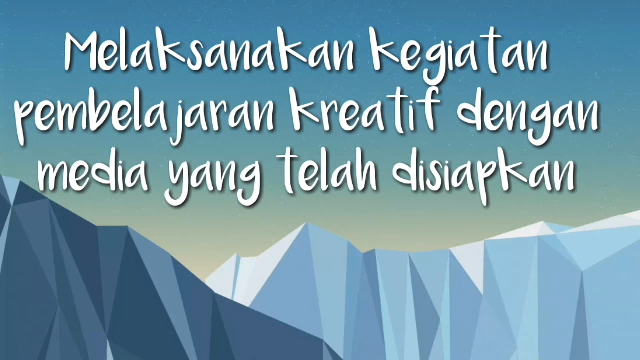 Melaksanakan kegiatan
pembelajaran kreatif dengan
media yang telah disiapkan